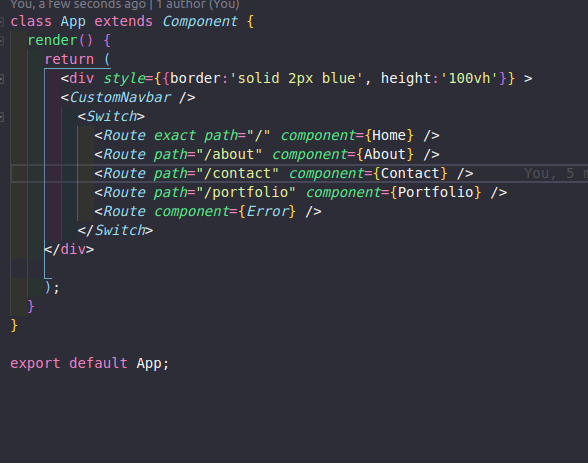 You, a few seconds ago | 1 author (You)
class App extends Component {
  render() {
    return (
      <div style={{border:'solid 2px blue', height:'100vh'}} >
       <CustomNavbar />
        <Switch>
          <Route exact path="/" component={Home} />
          <Route path="/about" component={About} />
          <Route path="/contact" component={Contact} />      You, 5 m
          <Route path="/portfolio" component={Portfolio} />
          <Route component={Error} />
        </Switch>
    </div>
    );
  }
}
export default App;